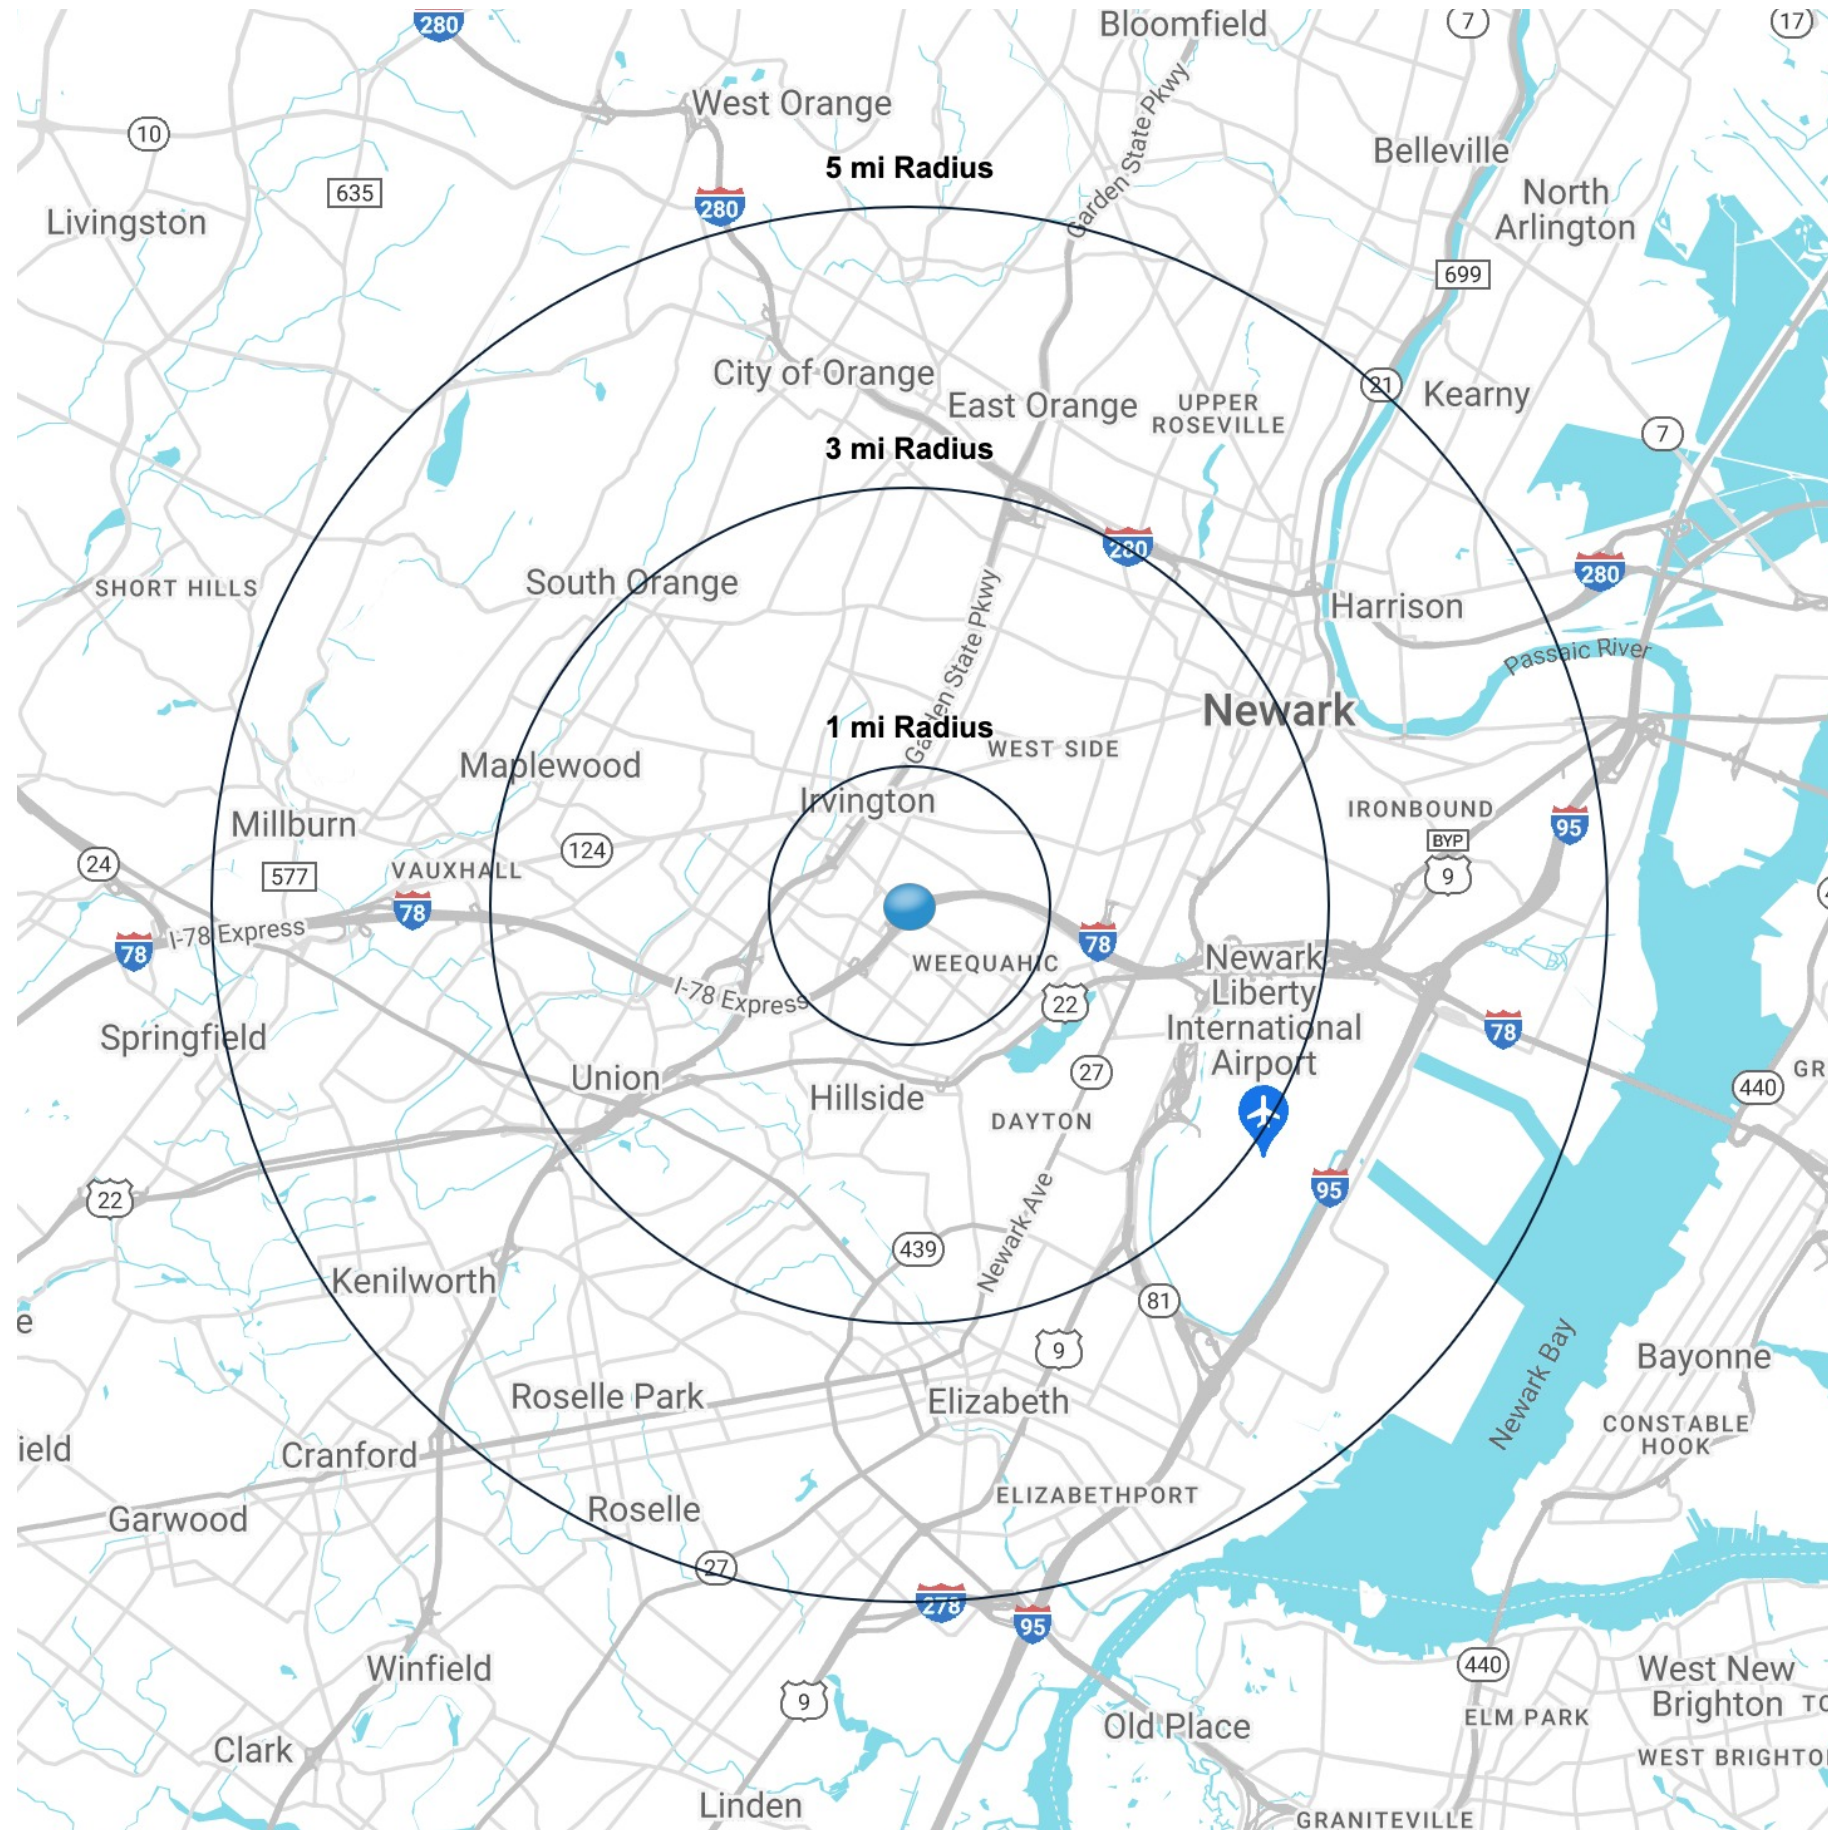 280
Bloomfield
7
17
West Orange
Garden State Pkwy
10
Belleville
5 mi Radius
635
North
Arlington
280
Livingston
699
City of Orange
21
Kearny
East Orange
UPPER
ROSEVILLE
7
3 mi Radius
280
280
South Orange
SHORT HILLS
Harrison
Passaic River
Garden State Pkwy
Newark
1 mi Radius
WEST SIDE
Maplewood
Irvington
IRONBOUND
Millburn
95
BYP
124
24
VAUXHALL
577
9
78
I-78 Express
78
78
WEEQUAHIC
Newark
Liberty
International
Airport
I-78 Express
22
78
Springfield
Union
27
GR
440
Hillside
DAYTON
22
95
Newark Ave
439
Kenilworth
81
e
9
Newark Bay
Bayonne
Roselle Park
Elizabeth
CONSTABLE
HOOK
ield
Cranford
ELIZABETHPORT
Garwood
Roselle
27
278
95
Winfield
440
West New
Brighton
TO
9
Old Place
ELM PARK
Clark
WEST BRIGHTO
Linden
GRANITEVILLE